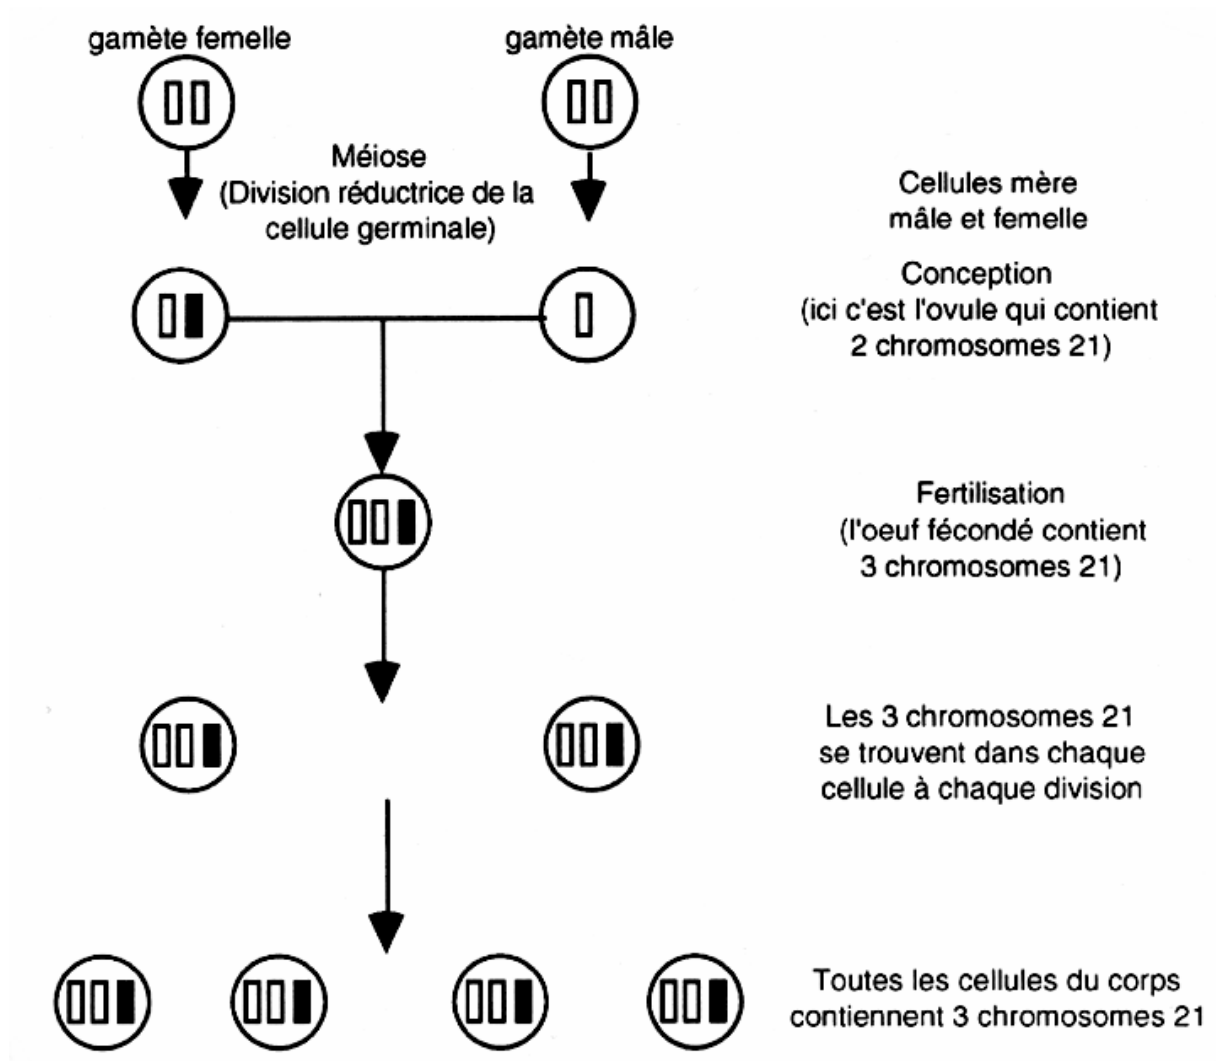 gamète femelle
gamète mâle
Méiose
(Division réductrice de la
cellule germinale)
Cellules mère
mâle et femelle
Conception
(ici c'est l'ovule qui contient
2 chromosomes 21)
Fertilisation
(l'oeuf fécondé contient
3 chromosomes 21)
Les 3 chromosomes 21
se trouvent dans chaque
cellule à chaque division
Toutes les cellules du corps
contiennent 3 chromosomes 21